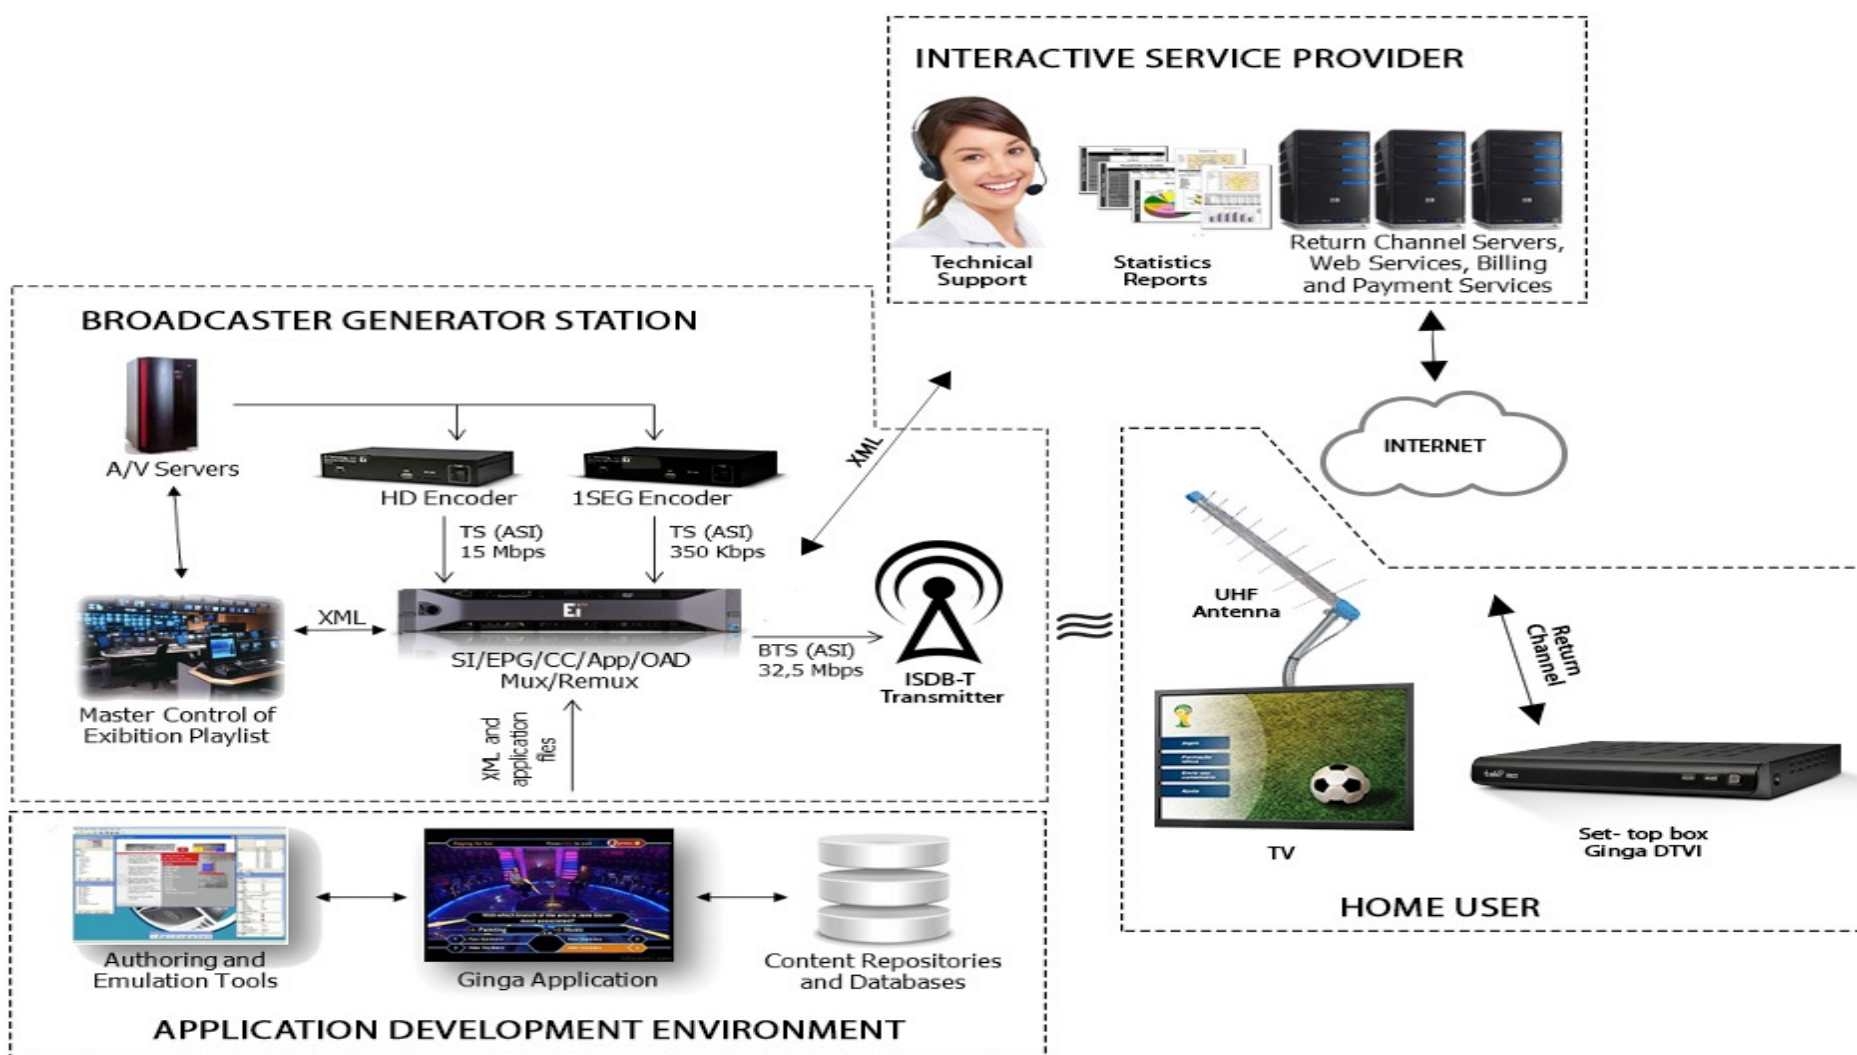 INTERACTIVE SERVICE PROVIDER
Technical
Support
Statistics
Reports
Return Channel Servers,
Web Services, Billing
and Payment Services
BROADCASTER GENERATOR STATION
A/V Servers
HD Encoder
1SEG Encoder
TS (ASI)
15 Mbps
TS (ASI)
350 Kbps
XML
INTERNET
XML
Ei
SI/EPG/CC/App/OAD
Mux/Remux
BTS (ASI)
32,5 Mbps
ISDB-T
Transmitter
Master Control of
Exibition Playlist
XML and
application
files
UHF
Antenna
Return
Channel
TV
Set- top box
Ginga DTVI
HOME USER
Authoring and
Emulation Tools
Painting
Music
Ginga Application
Content Repositories
and Databases
APPLICATION DEVELOPMENT ENVIRONMENT